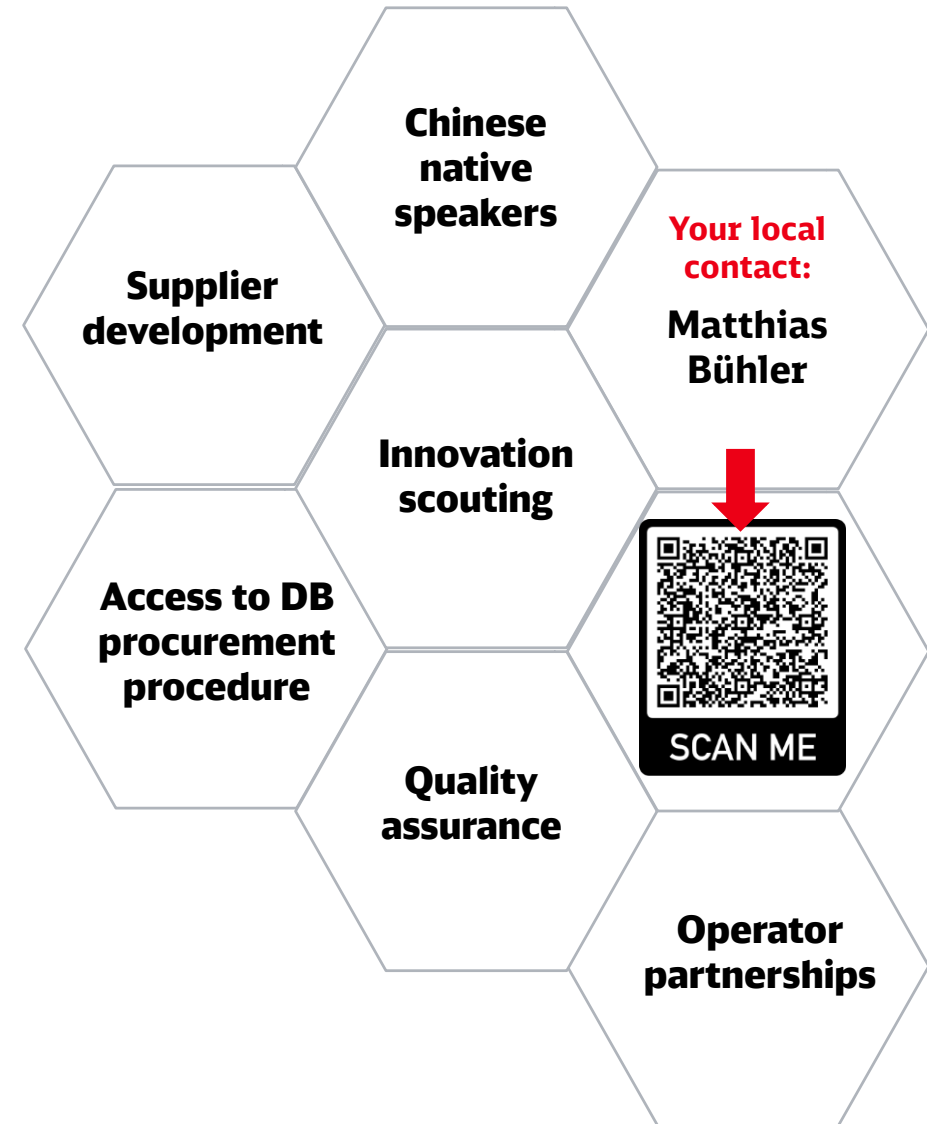 Chinese
native
speakers
Your local
contact:
Matthias
Bühler
Supplier
development
Innovation
scouting
SCAN ME
Access to DB
procurement
procedure
Quality
assurance
Operator
partnerships